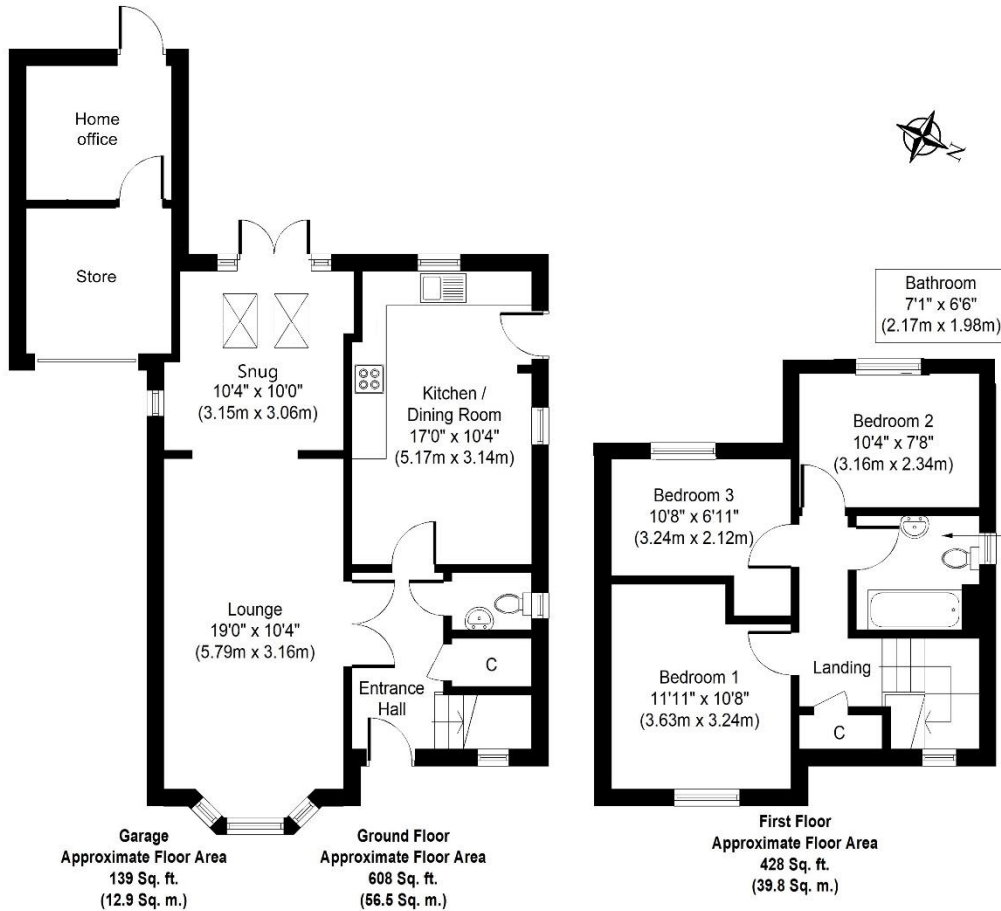 Home
office
Store
Snug
10'4" x 10'0"
(3.15m x 3.06m)
Kitchen /
Dining Room
17'0" x 10'4"
(5.17m x 3.14m)
Lounge
19'0" x 10'4"
(5.79m x 3.16m)
C
Entrance
Hall
Garage
Approximate Floor Area
139 Sq. ft.
(12.9 Sq. m.)
Ground Floor
Approximate Floor Area
608 Sq. ft.
(56.5 Sq. m.)
N
Bathroom
7'1" x 6'6"
(2.17m x 1.98m)
Bedroom 2
10'4" x 7'8"
(3.16m x 2.34m)
Bedroom 3
10'8" x 6'11"
(3.24m x 2.12m)
Bedroom 1
11'11" x 10'8"
(3.63m x 3.24m)
Landing
C
First Floor
Approximate Floor Area
428 Sq. ft.
(39.8 Sq. m.)